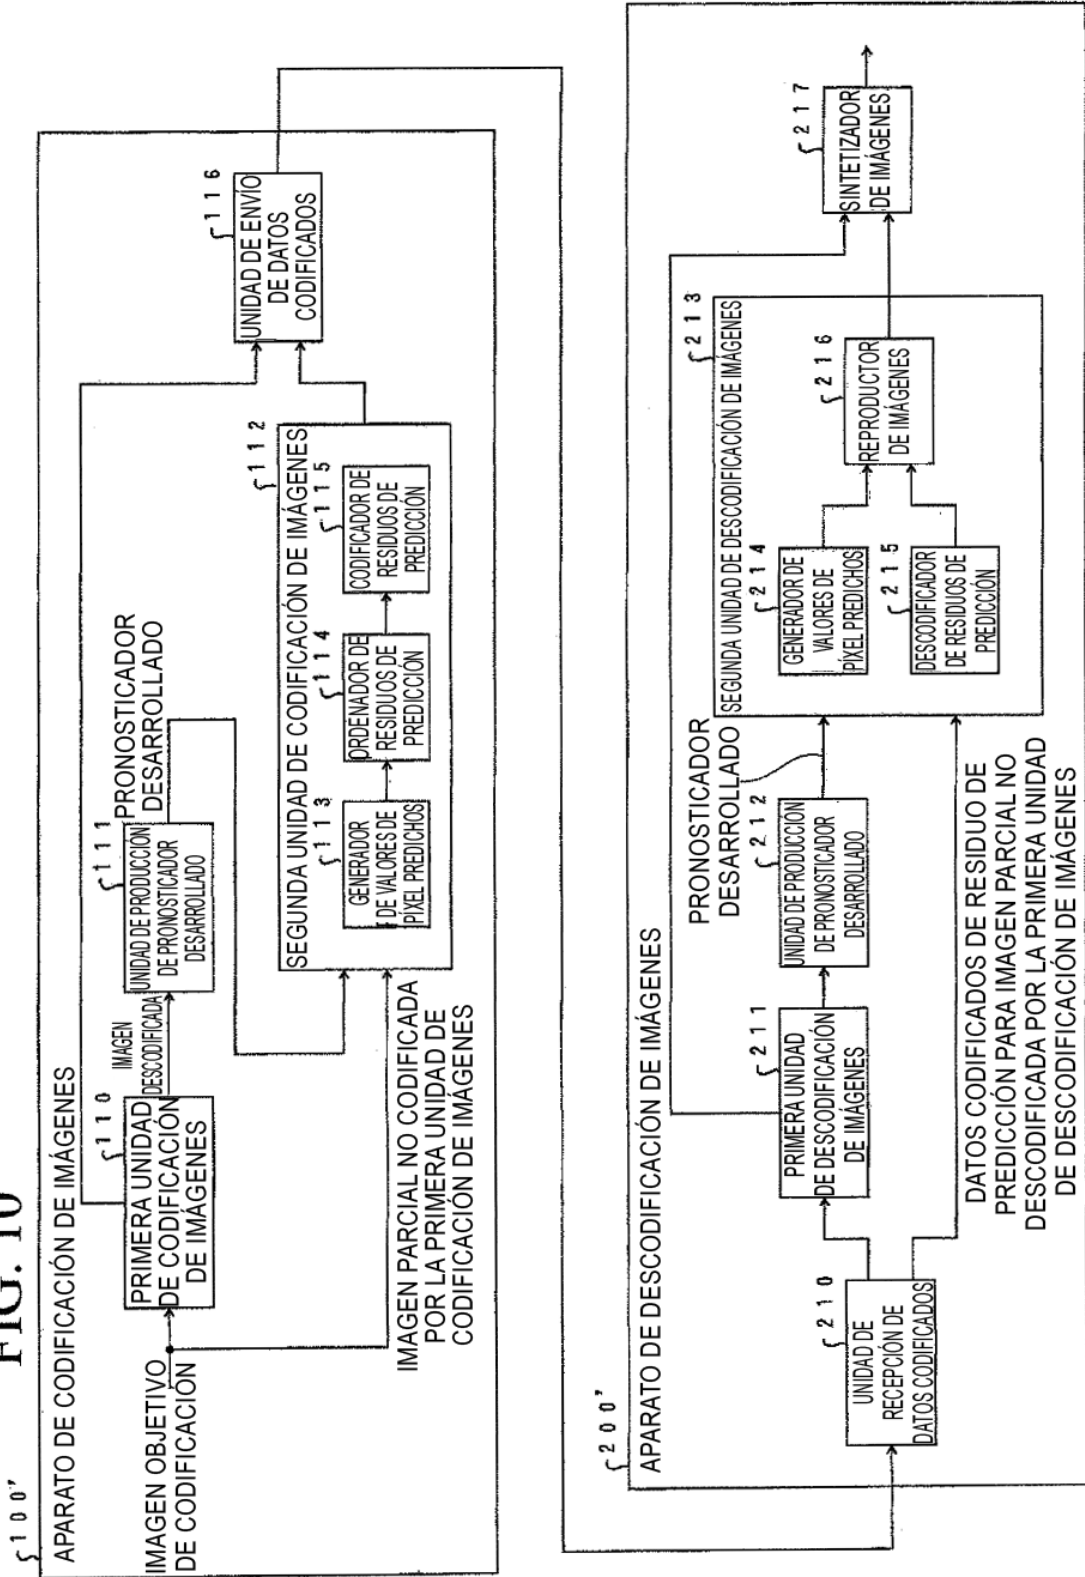 FIG. 10
100'
APARATO DE CODIFICACIÓN DE IMÁGENES
IMAGEN OBJETIVO
DE CODIFICACIÓN
110
PRIMERA UNIDAD
DE CODIFICACIÓN
DE IMÁGENES
IMAGEN
DESCODIFICADA
111
UNIDAD DE PRODUCCIÓN
DE PRONOSTICADOR
DESARROLLADO
PRONOSTICADOR
DESARROLLADO
IMAGEN PARCIAL NO CODIFICADA
POR LA PRIMERA UNIDAD DE
CODIFICACIÓN DE IMÁGENES
112
SEGUNDA UNIDAD DE CODIFICACIÓN DE IMÁGENES
113
GENERADOR
DE VALORES DE
PÍXEL PREDICHOS
114
ORDENADOR DE
RESIDUOS DE
PREDICCIÓN
115
CODIFICADOR DE
RESIDUOS DE
PREDICCIÓN
116
UNIDAD DE ENVÍO
DE DATOS
CODIFICADOS
200'
APARATO DE DESCODIFICACIÓN DE IMÁGENES
210
UNIDAD DE
RECEPCIÓN DE
DATOS CODIFICADOS
211
PRIMERA UNIDAD
DE DESCODIFICACIÓN
DE IMÁGENES
212
UNIDAD DE PRODUCCIÓN
DE PRONOSTICADOR
DESARROLLADO
PRONOSTICADOR
DESARROLLADO
DATOS CODIFICADOS DE RESIDUO DE
PREDICCIÓN PARA IMAGEN PARCIAL NO
DESCODIFICADA POR LA PRIMERA UNIDAD
DE DESCODIFICACIÓN DE IMÁGENES
213
SEGUNDA UNIDAD DE DESCODIFICACIÓN DE IMÁGENES
214
GENERADOR DE
VALORES DE
PÍXEL PREDICHOS
215
DESCODIFICADOR
DE RESIDUOS DE
PREDICCIÓN
216
REPRODUCTOR
DE IMÁGENES
217
SINTETIZADOR
DE IMÁGENES